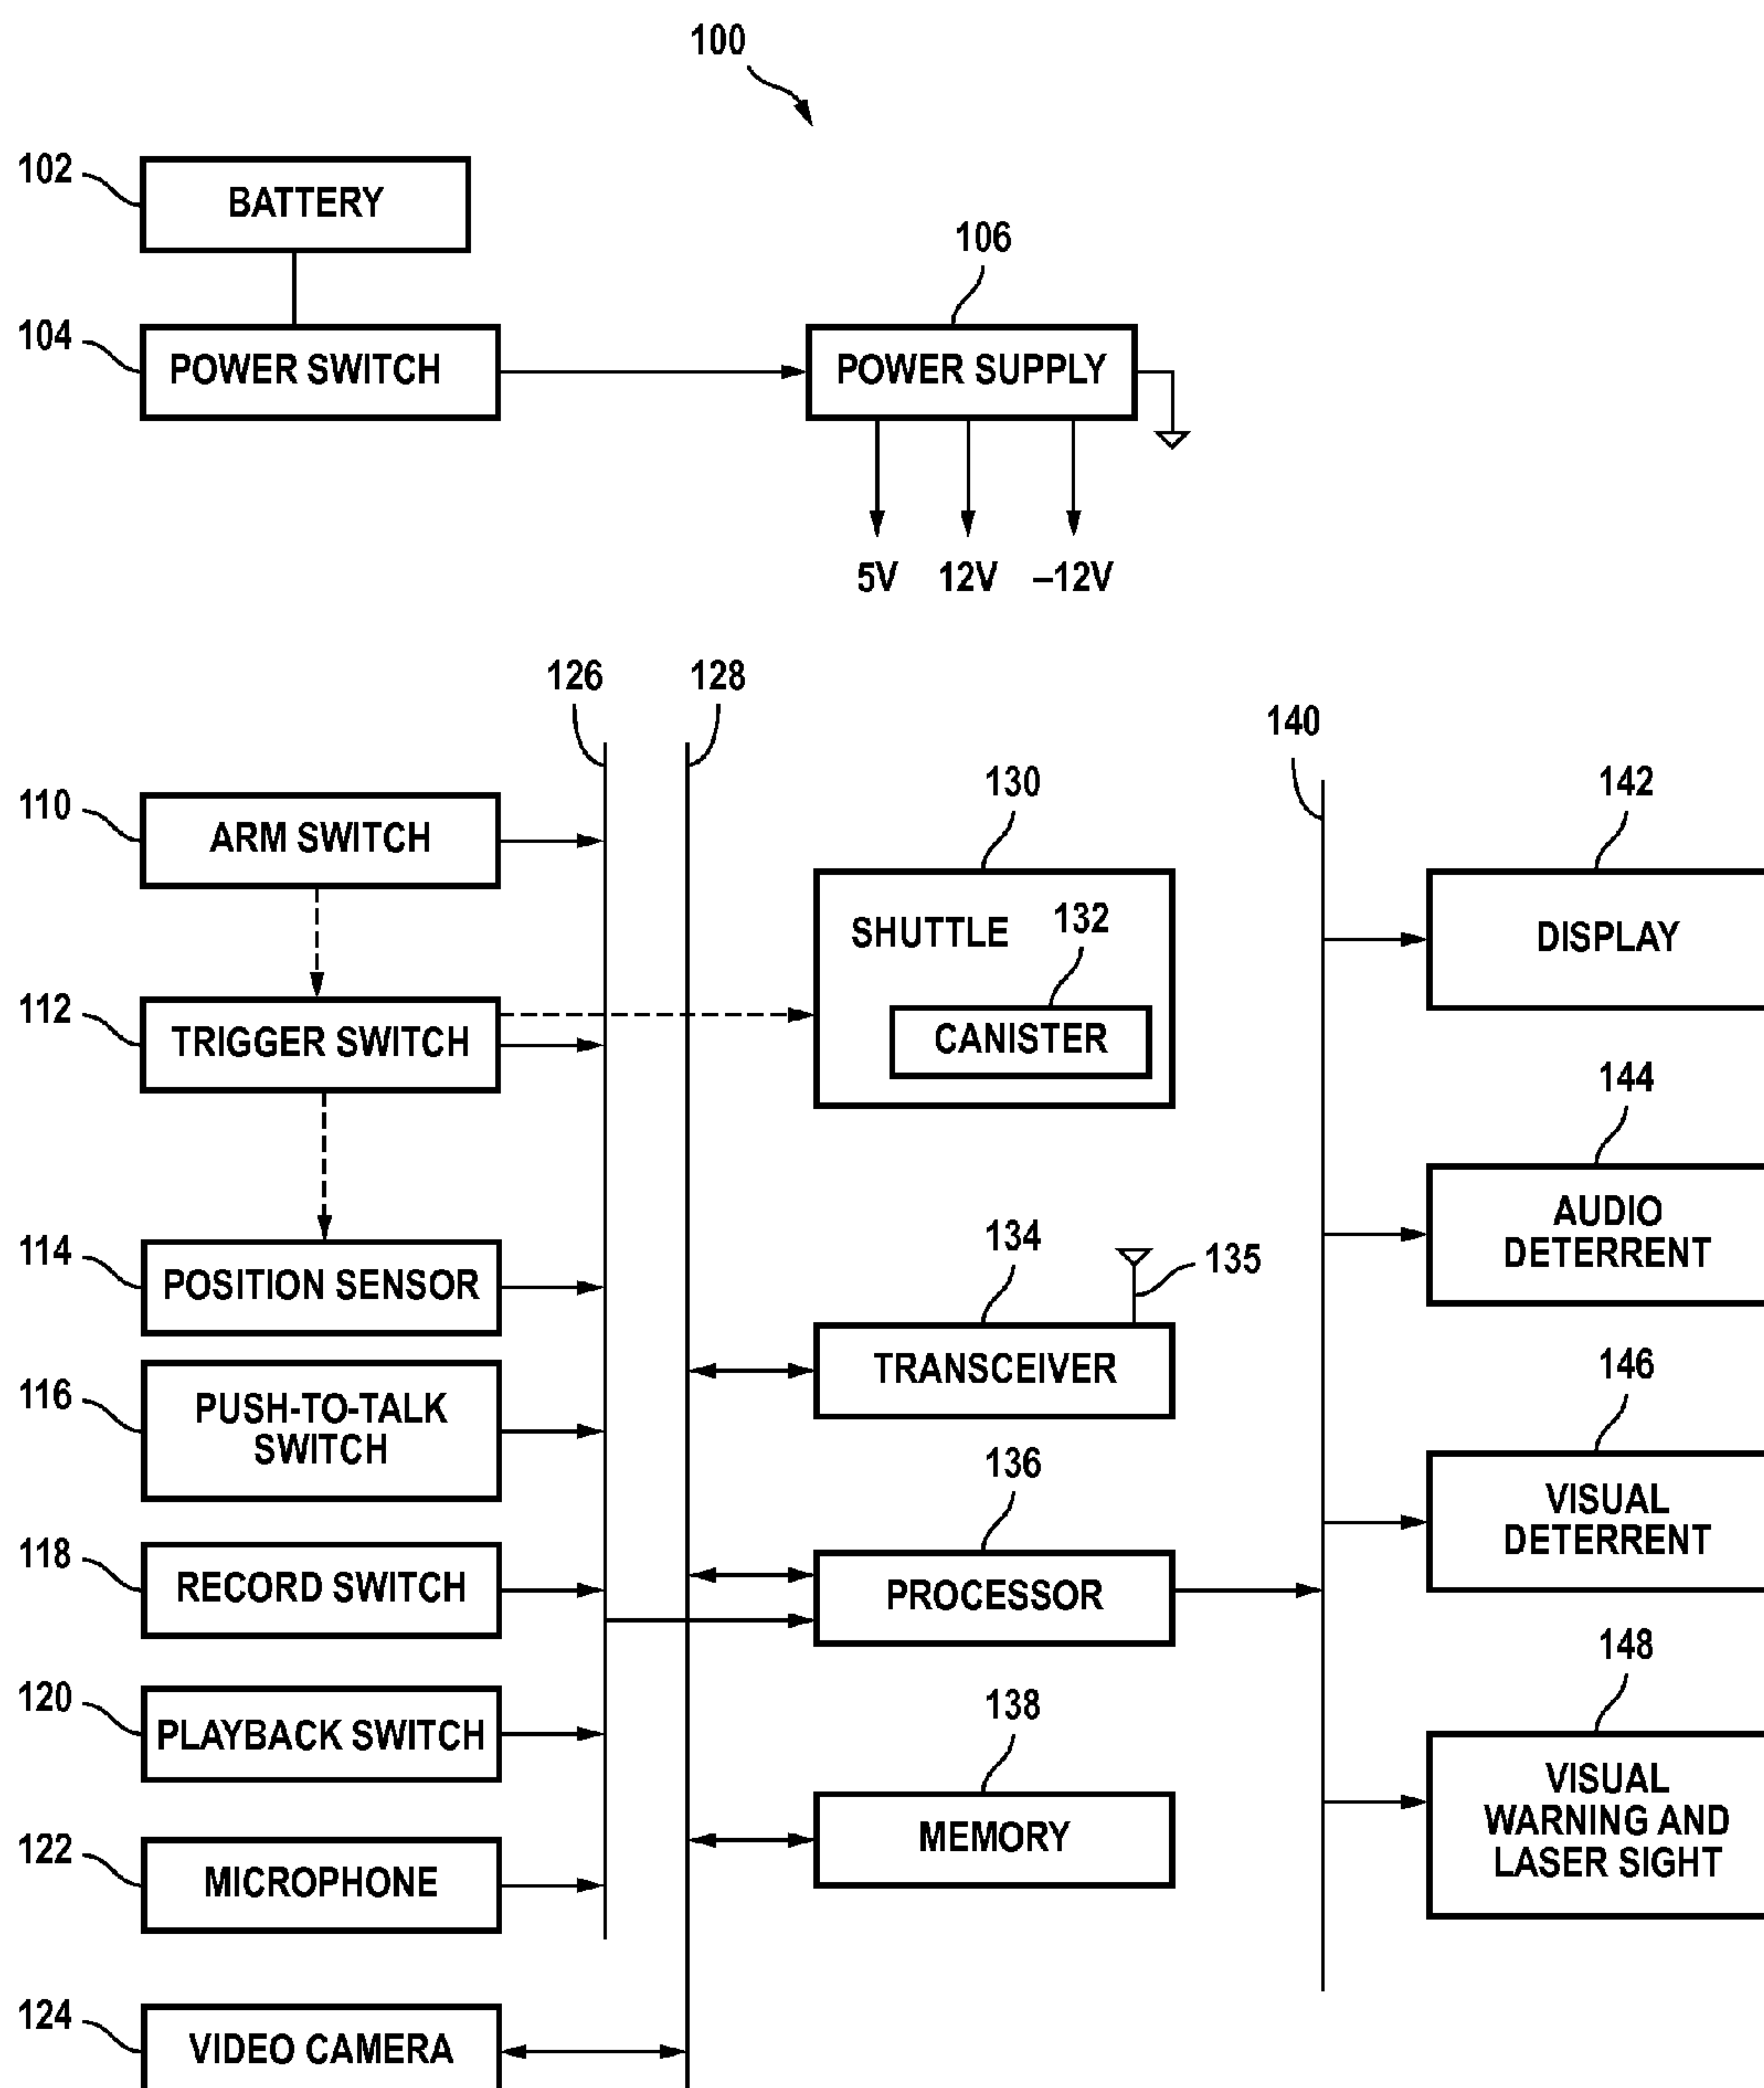 100
102
BATTERY
106
104
POWER SWITCH
POWER SUPPLY
5V 12V –12V
126
128
140
110
ARM SWITCH
130
142
SHUTTLE
132
DISPLAY
112
TRIGGER SWITCH
CANISTER
144
AUDIO
DETERRENT
114
POSITION SENSOR
134
135
TRANSCEIVER
116
PUSH-TO-TALK
SWITCH
146
VISUAL
DETERRENT
136
118
RECORD SWITCH
PROCESSOR
148
VISUAL
WARNING AND
LASER SIGHT
120
PLAYBACK SWITCH
138
MEMORY
122
MICROPHONE
124
VIDEO CAMERA